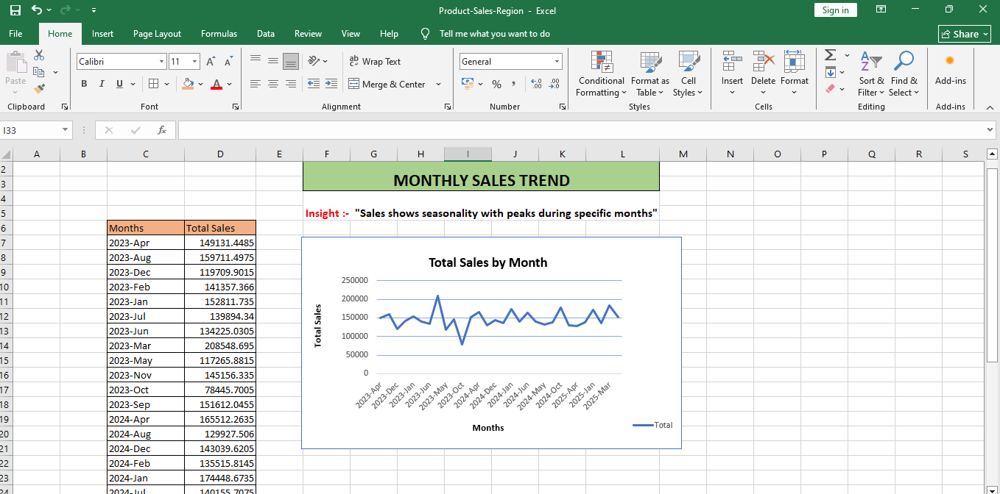 Product-Sales-Region - Excel
Sign in
File Home Insert Page Layout Formulas Data Review View Help Tell me what you want to do Share
Paste
Calibri 11
Wrap Text
General
B I U
Merge & Center
% ,
Conditional Formatting
Format as Table
Cell Styles
Insert Delete Format
Sort & Filter
Find & Select
Add-ins
Clipboard Font Alignment Number Styles Cells Editing Add-ins
I33 fx
A B C D E F G H I J K L M N O P Q R S
2
MONTHLY SALES TREND
3
4
5 Insight :- "Sales shows seasonality with peaks during specific months"
6 Months Total Sales
7 2023-Apr 149131.4485
8 2023-Aug 159711.4975
9 2023-Dec 119709.9015
10 2023-Feb 141357.366
11 2023-Jan 152811.735
12 2023-Jul 139894.34
13 2023-Jun 134225.0305
14 2023-Mar 208548.695
15 2023-May 117265.8815
16 2023-Nov 145156.335
17 2023-Oct 78445.7005
18 2023-Sep 151612.0455
19 2024-Apr 165512.2635
20 2024-Aug 129927.506
21 2024-Dec 143039.6205
22 2024-Feb 135515.8145
23 2024-Jan 174448.6735
24 2024-Jul 140155.7075
Total Sales by Month
Total Sales
250000
200000
150000
100000
50000
0
2023-Apr 2023-Dec 2023-Jan 2023-Jun 2023-May 2023-Oct 2024-Apr 2024-Dec 2024-Jan 2024-Jun 2024-May 2024-Oct 2025-Apr 2025-Jan 2025-Mar
Months
Total